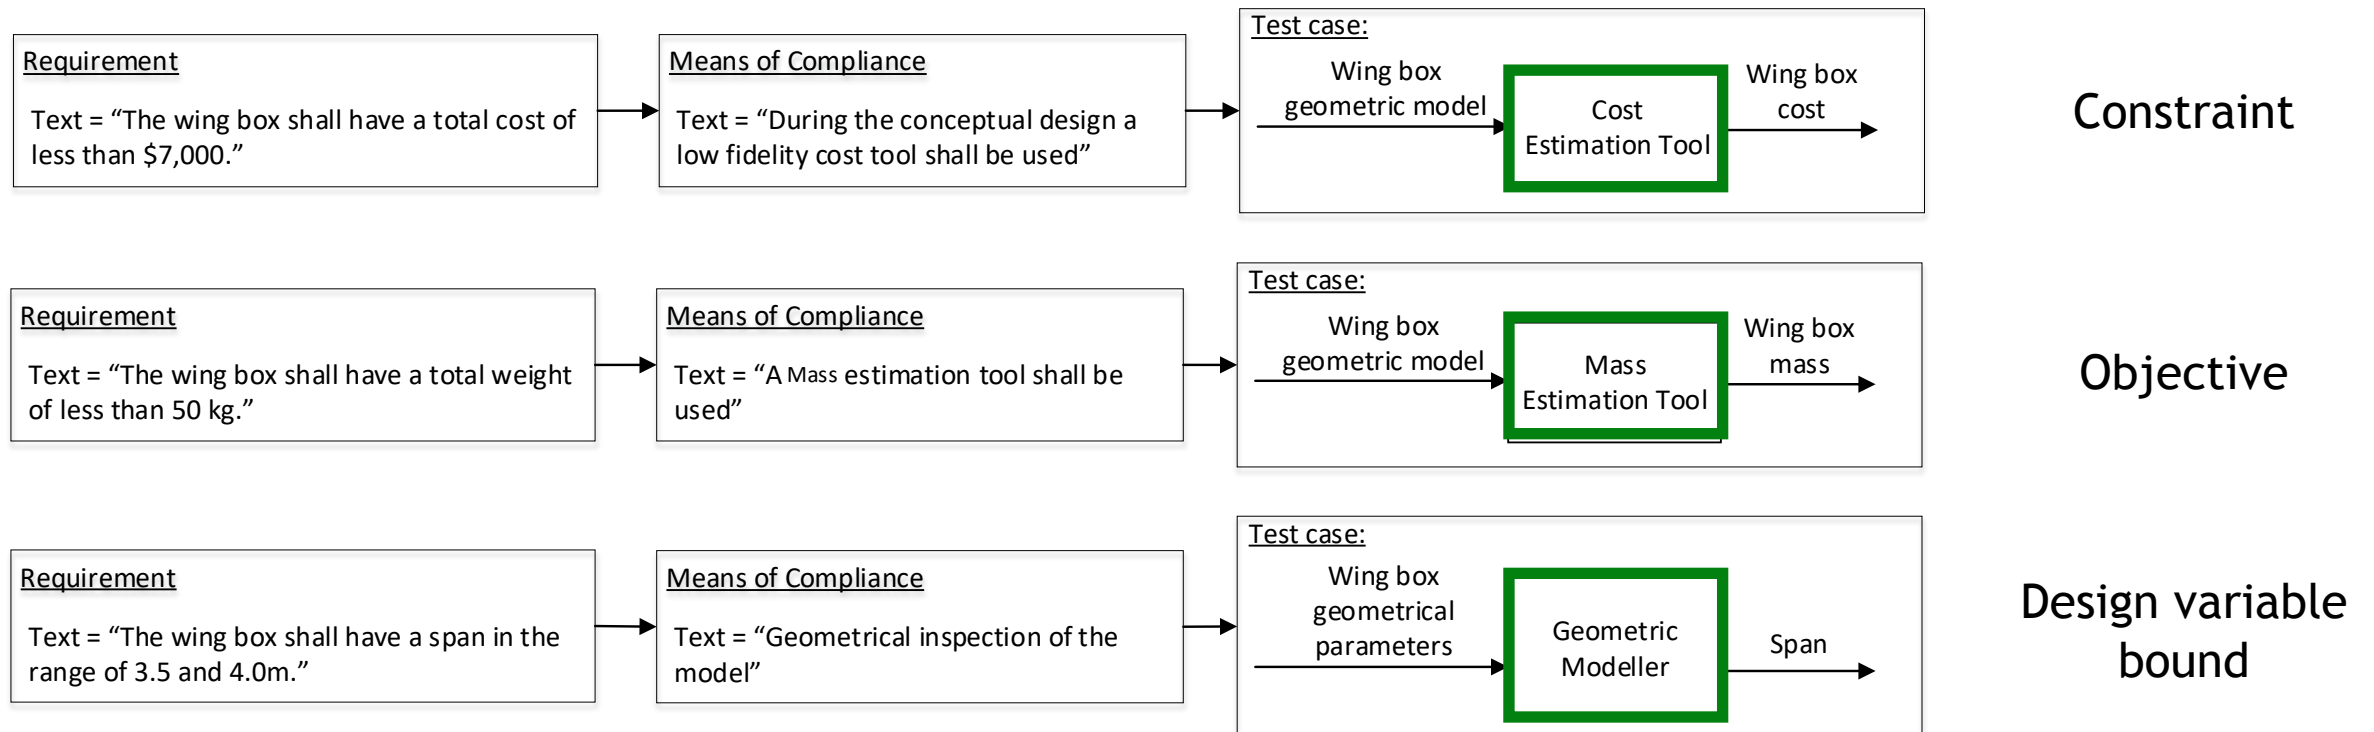 Requirement
Text = “The wing box shall have a total cost of
less than $7,000.”
Means of Compliance
Text = “During the conceptual design a
low fidelity cost tool shall be used”
Test case:
Wing box
geometric model
Cost
Estimation Tool
Wing box
cost
Constraint
Requirement
Text = “The wing box shall have a total weight
of less than 50 kg.”
Means of Compliance
Text = “A Mass estimation tool shall be
used”
Test case:
Wing box
geometric model
Mass
Estimation Tool
Wing box
mass
Objective
Requirement
Text = “The wing box shall have a span in the
range of 3.5 and 4.0m.”
Means of Compliance
Text = “Geometrical inspection of the
model”
Test case:
Wing box
geometrical
parameters
Geometric
Modeller
Span
Design variable
bound